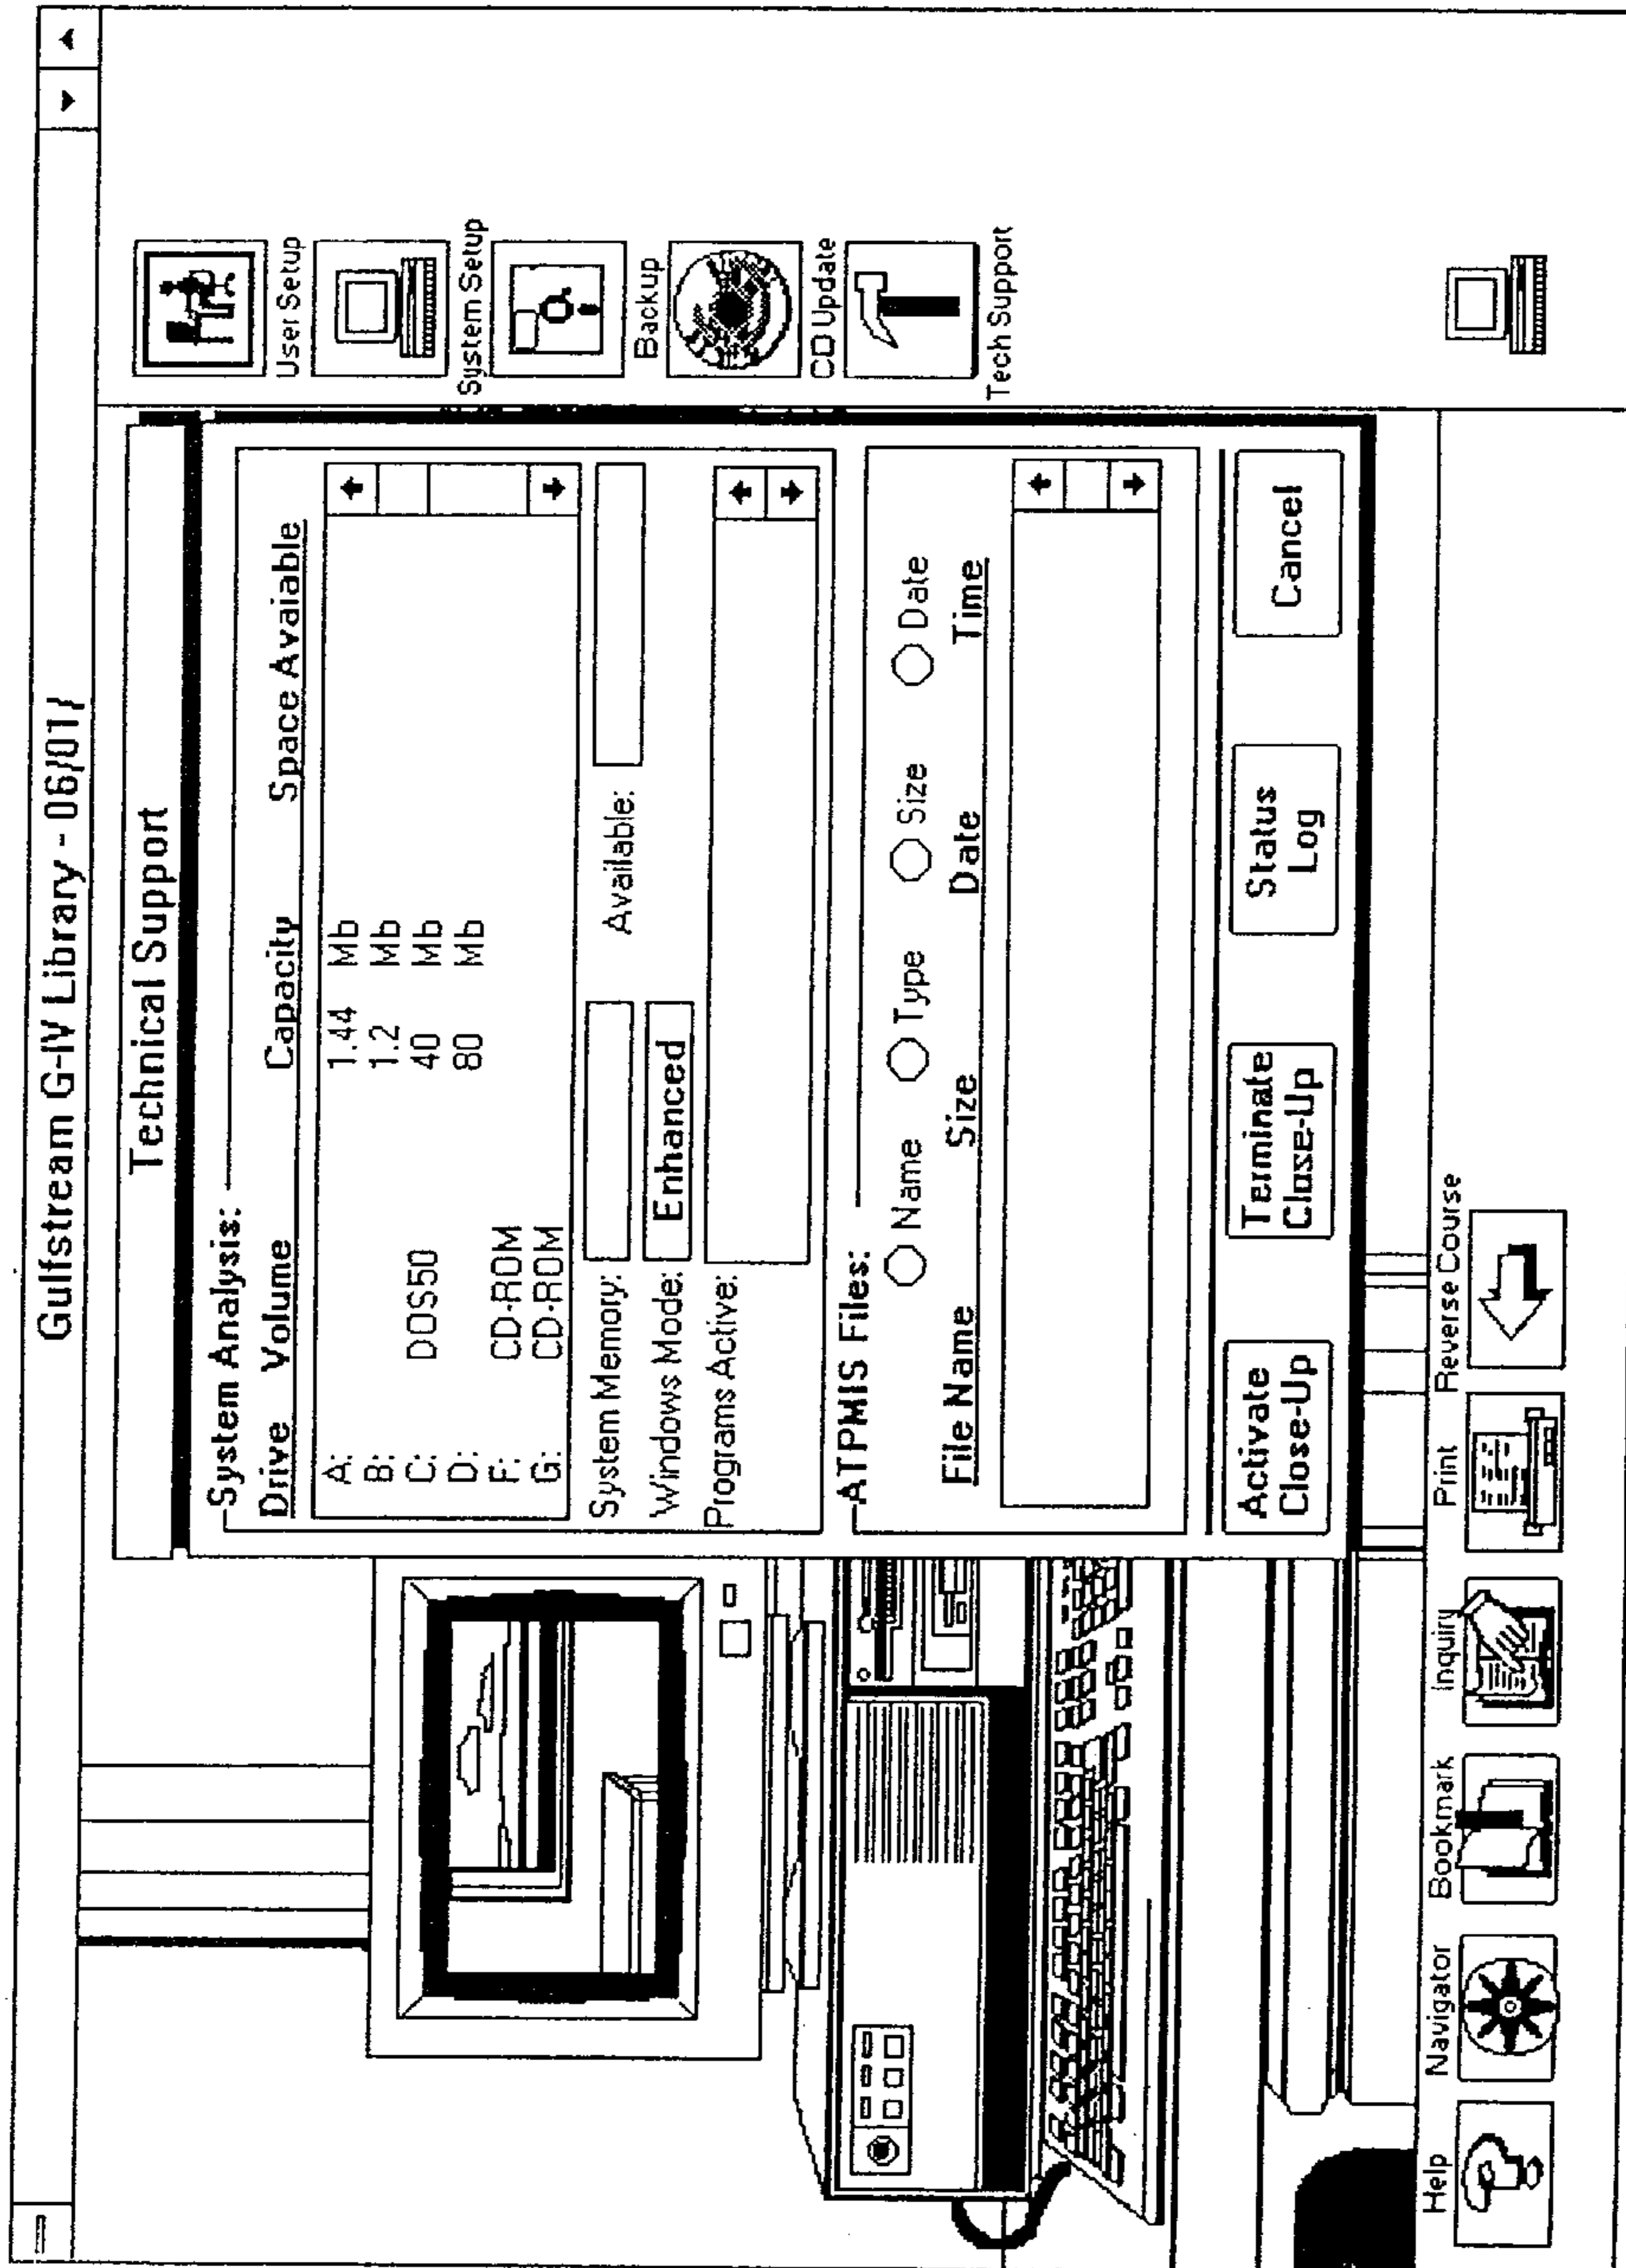 Gulfstream G-IV Library - 06/01/
Technical Support
System Analysis:
Drive Volume Capacity Space Avaiable
A: 1.44 Mb
B: 1.2 Mb
C: DOS50 40 Mb
D: 80 Mb
F: CD-ROM
G: CD-ROM
System Memory: Available:
Windows Mode: Enhanced
Programs Active:
ATPMIS Files:
Name Type Size Date
File Name Size Date Time
Activate Close-Up
Terminate Close-Up
Status Log
Cancel
User Setup
System Setup
Backup
CD Update
Tech Support
Help Navigator Bookmark Inquiry Print Reverse Course